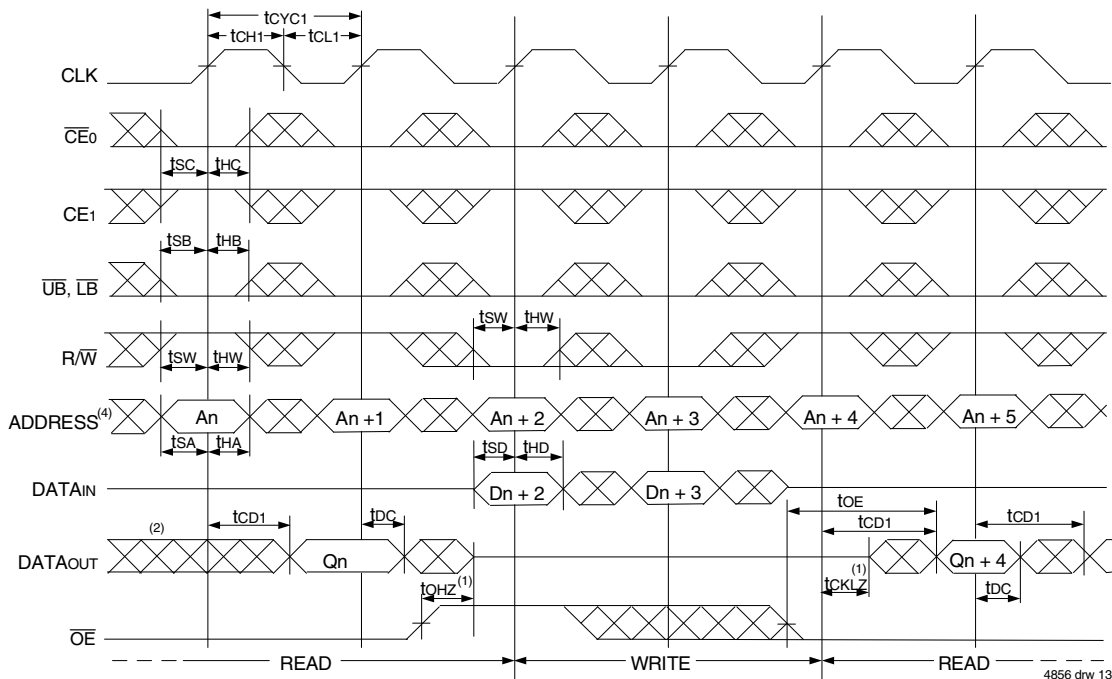 tCYC1
tCH1 tCL1
CLK
CE0
tSC tHC
CE1
tSB tHB
UB, LB
tSW tHW
R/W
tSW tHW
ADDRESS(4) An An + 1 An + 2 An + 3 An + 4 An + 5
tSA tHA tSD tHD
DATAIN Dn + 2 Dn + 3
tOE
(2) tCD1 tDC tCD1 tCD1
DATAOUT Qn Qn + 4
tOHZ(1) tCKLZ(1) tDC
OE
READ WRITE READ
4856 drw 13